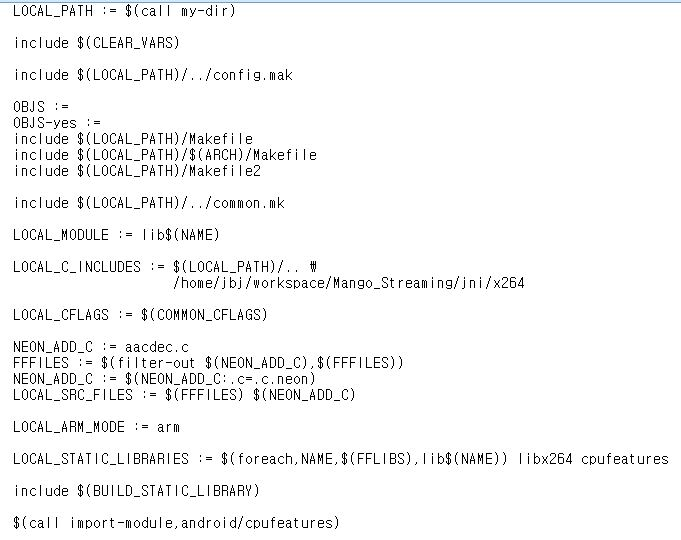 LOCAL_PATH := $(call my-dir)
include $(CLEAR_VARS)
include $(LOCAL_PATH)/../config.mak
OBJS :=
OBJS-yes :=
include $(LOCAL_PATH)/Makefile
include $(LOCAL_PATH)/$(ARCH)/Makefile
include $(LOCAL_PATH)/Makefile2
include $(LOCAL_PATH)/../common.mk
LOCAL_MODULE := lib$(NAME)
LOCAL_C_INCLUDES := $(LOCAL_PATH)/.. ₩
/home/jbj/workspace/Mango_Streaming/jni/x264
LOCAL_CFLAGS := $(COMMON_CFLAGS)
NEON_ADD_C := aacdec.c
FFFILES := $(filter-out $(NEON_ADD_C),$(FFFILES))
NEON_ADD_C := $(NEON_ADD_C:.c=.c.neon)
LOCAL_SRC_FILES := $(FFFILES) $(NEON_ADD_C)
LOCAL_ARM_MODE := arm
LOCAL_STATIC_LIBRARIES := $(foreach,NAME,$(FFLIBS),lib$(NAME)) libx264 cpufeatures
include $(BUILD_STATIC_LIBRARY)
$(call import-module,android/cpufeatures)